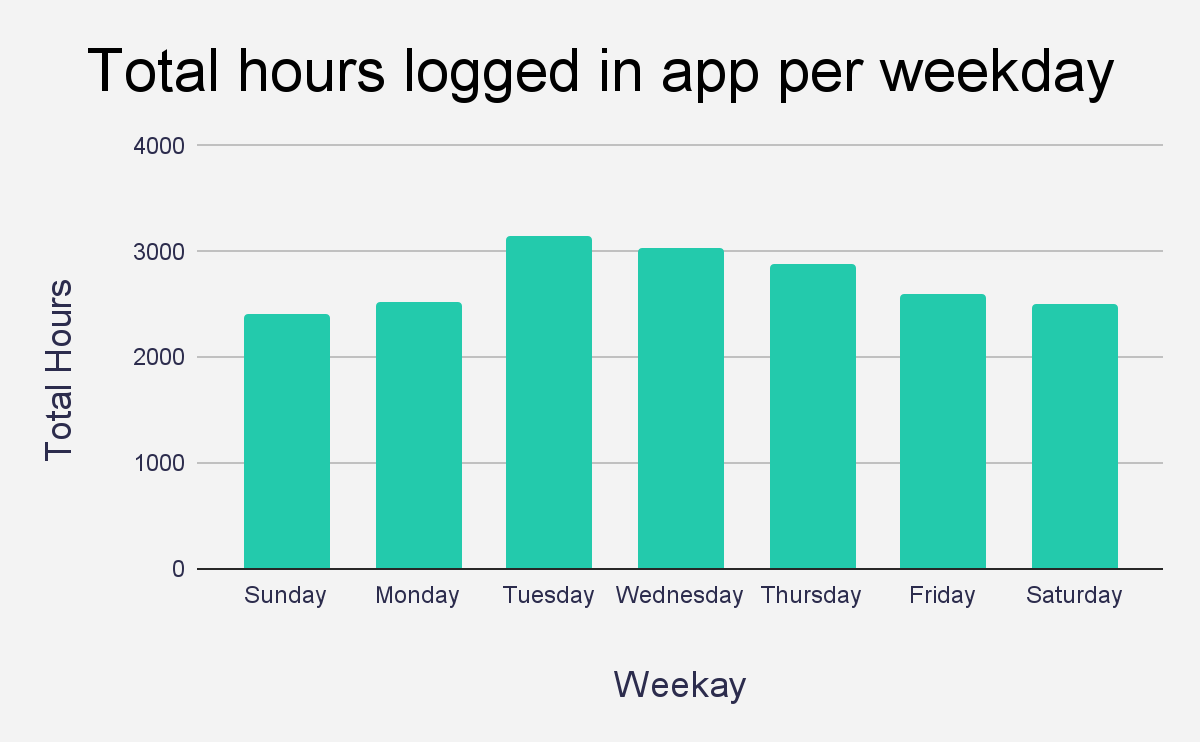 Total hours logged in app per weekday
4000
3000
2000
1000
0
Total Hours
Sunday Monday Tuesday Wednesday Thursday Friday Saturday
Weekay